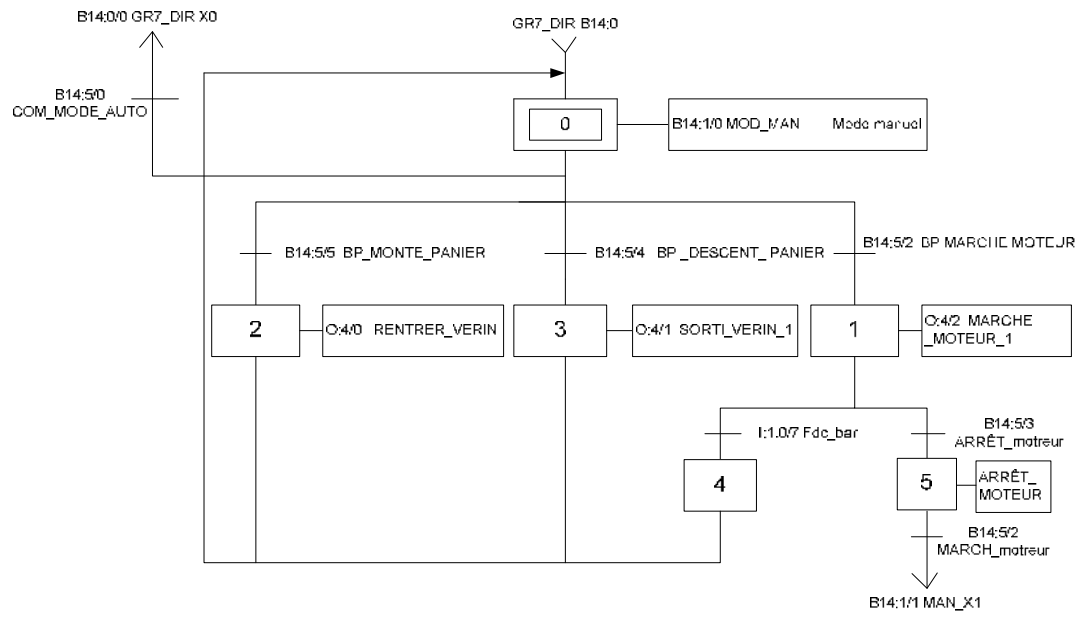 B14:0/0 GR7_DIR X0
GR7_DIR B14:0
B14:5/0
COM_MODE_AUTO
0
B14:1/0 MOD_MAN Mode manuel
B14:5/5 BP_MONTE_PANIER
B14:5/4 BP _DESCENT_ PANIER
B14:5/2 BP MARCHE MOTEUR
2
O:4/0 RENTRER_VERIN
3
O:4/1 SORTI_VERIN_1
1
O:4/2 MARCHE
_MOTEUR_1
I:1.0/7 Fdc_bar
B14:5/3
ARRÊT_motreur
4
5
ARRÊT_
MOTEUR
B14:5/2
MARCH_motreur
B14:1/1 MAN_X1